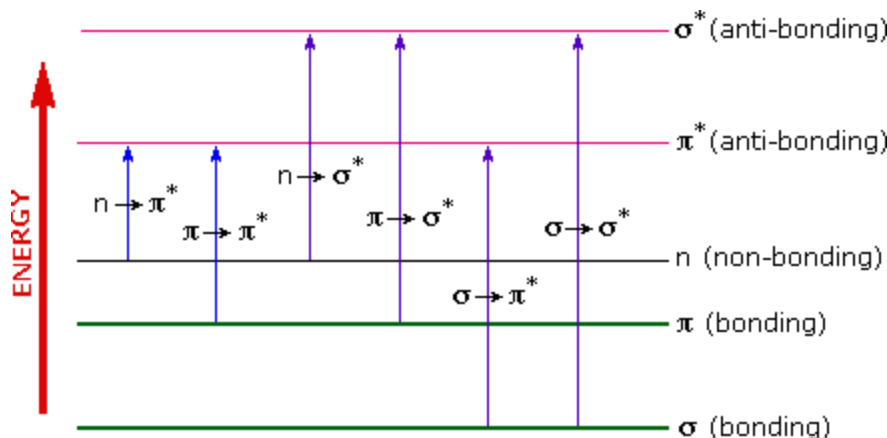 σ* (anti-bonding)
π* (anti-bonding)
n → σ*
n → π*
π → π*
π → σ*
σ → σ*
n (non-bonding)
σ → π*
π (bonding)
σ (bonding)
ENERGY